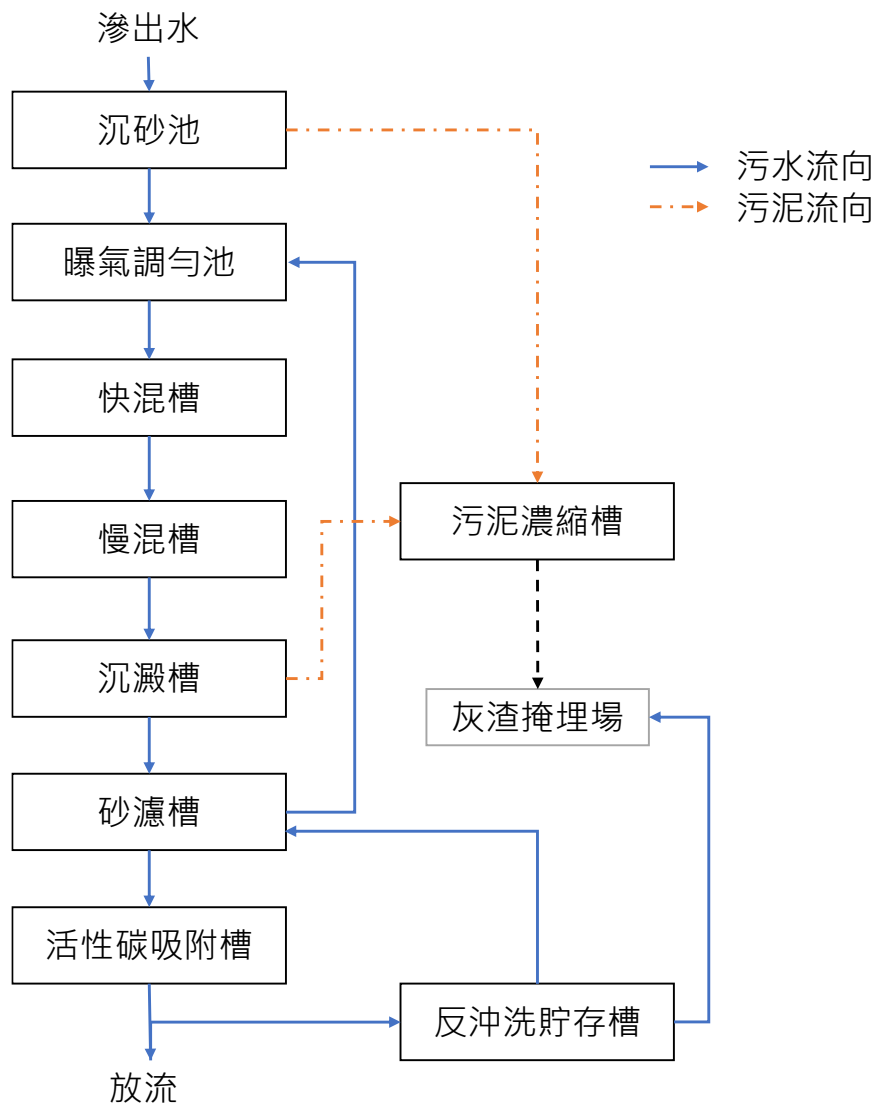 滲出水
沉砂池
污水流向
污泥流向
曝氣調勻池
快混槽
污泥濃縮槽
慢混槽
沉澱槽
灰渣掩埋場
砂濾槽
活性碳吸附槽
反沖洗貯存槽
放流